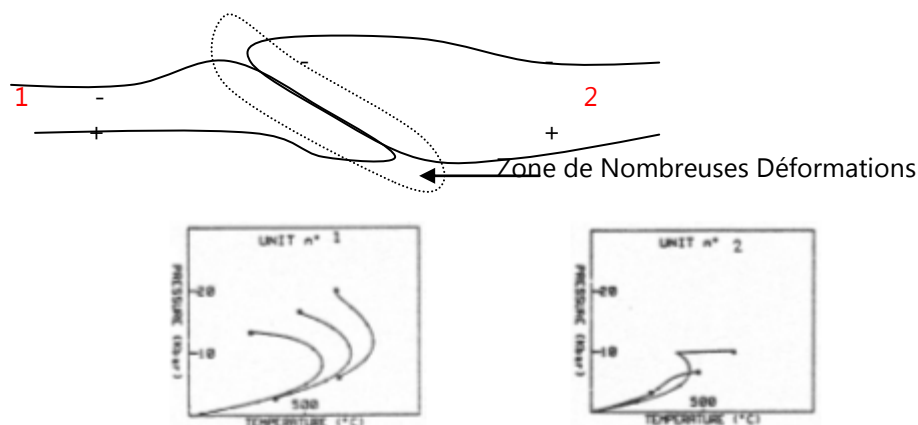 -
-
1 - 2
+ +
Zone de Nombreuses Déformations
UNIT n° 1
PRESSURE (Kbar)
20
10
500
TEMPERATURE (°C)
UNIT n° 2
PRESSURE (Kbar)
20
10
500
TEMPERATURE (°C)